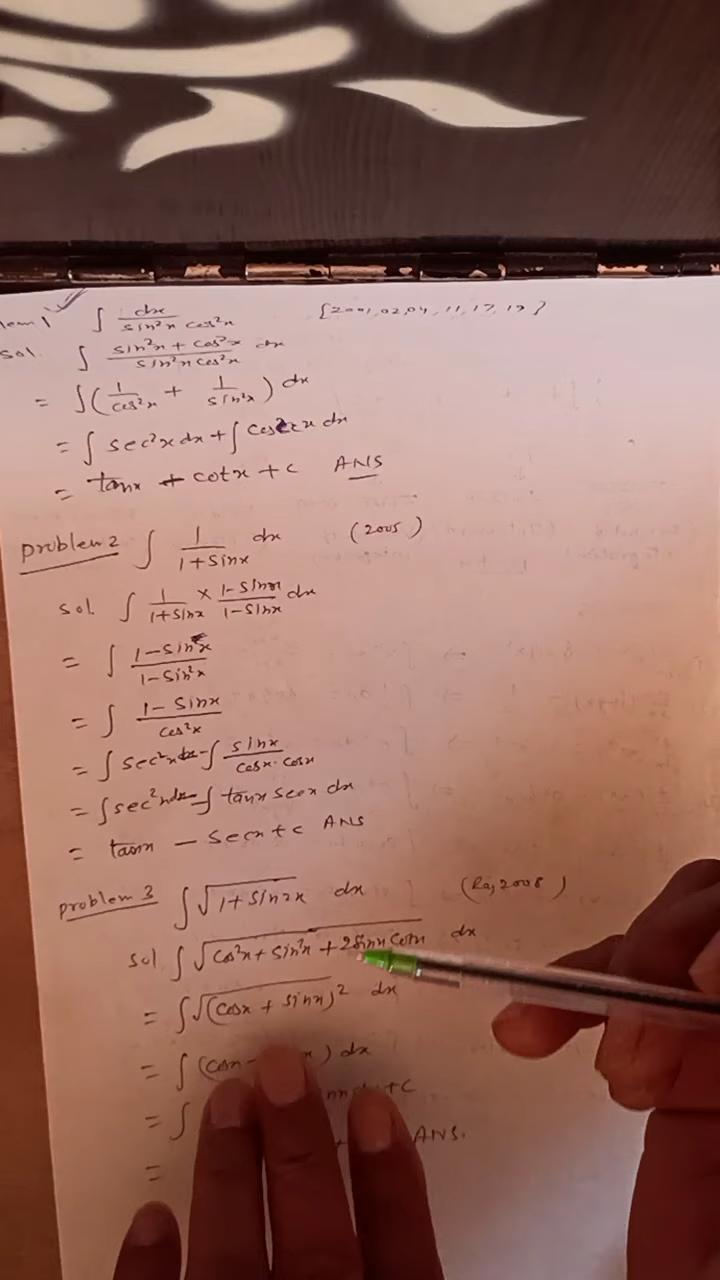 lem 1 ∫ dx / sin²x cos²x {2001,02,04,11,17,19}
Sol. ∫ sin²x + cos²x / sin²x cos²x dx
= ∫ ( 1/cos²x + 1/sin²x ) dx
= ∫ sec²x dx + ∫ cosec²x dx
= tanx + cotx + c ANS
problem 2 ∫ 1 / 1+sinx dx (2005)
Sol. ∫ 1 / 1+sinx × 1-sinx / 1-sinx dx
= ∫ 1-sinx / 1-sin²x
= ∫ 1-sinx / cos²x
= ∫ sec²x dx - ∫ sinx / cosx·cosx
= ∫ sec²x dx - ∫ tanx secx dx
= tanx - secx + c ANS
problem 3 ∫ √1+sin2x dx 2008)
Sol ∫ √cos²x + sin²x + 2sinx cosx dx
= ∫ √(cosx + sinx)² dx
= ∫ (cosx ) dx
= ∫ +c
= ANS.